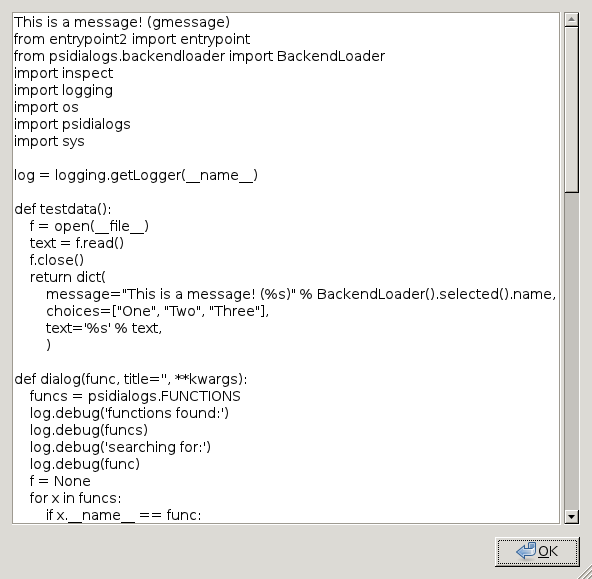 This is a message! (gmessage)
from entrypoint2 import entrypoint
from psidialogs.backendloader import BackendLoader
import inspect
import logging
import os
import psidialogs
import sys

log = logging.getLogger(__name__)

def testdata():
    f = open(__file__)
    text = f.read()
    f.close()
    return dict(
        message="This is a message! (%s)" % BackendLoader().selected().name,
        choices=["One", "Two", "Three"],
        text='%s' % text,
        )

def dialog(func, title='', **kwargs):
    funcs = psidialogs.FUNCTIONS
    log.debug('functions found:')
    log.debug(funcs)
    log.debug('searching for:')
    log.debug(func)
    f = None
    for x in funcs:
        if x.__name__ == func:
OK